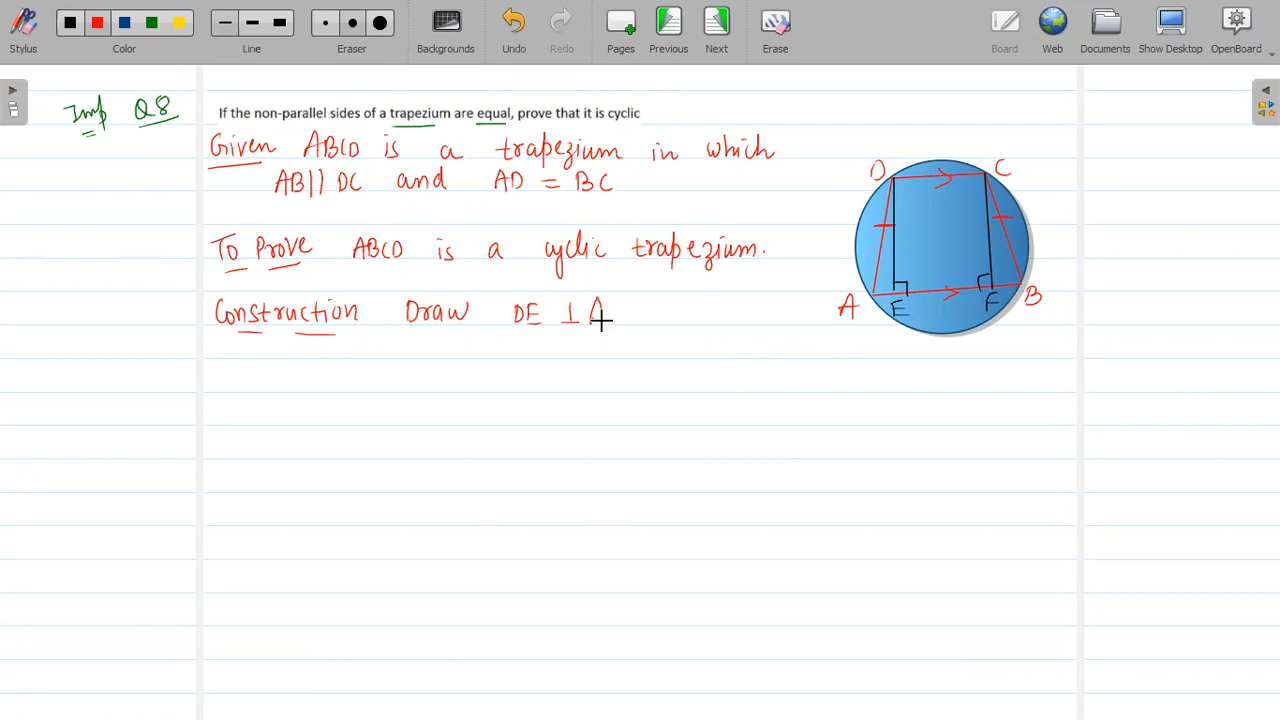 Stylus
Color
Line
Eraser
Backgrounds
Undo
Redo
Pages
Previous
Next
Erase
Board
Web
Documents
Show Desktop
OpenBoard
Imp Q8
If the non-parallel sides of a trapezium are equal, prove that it is cyclic
Given ABCD is a trapezium in which
AB || DC and AD = BC
To Prove ABCD is a cyclic trapezium.
Construction Draw DE ⊥ A
D C
A E F B